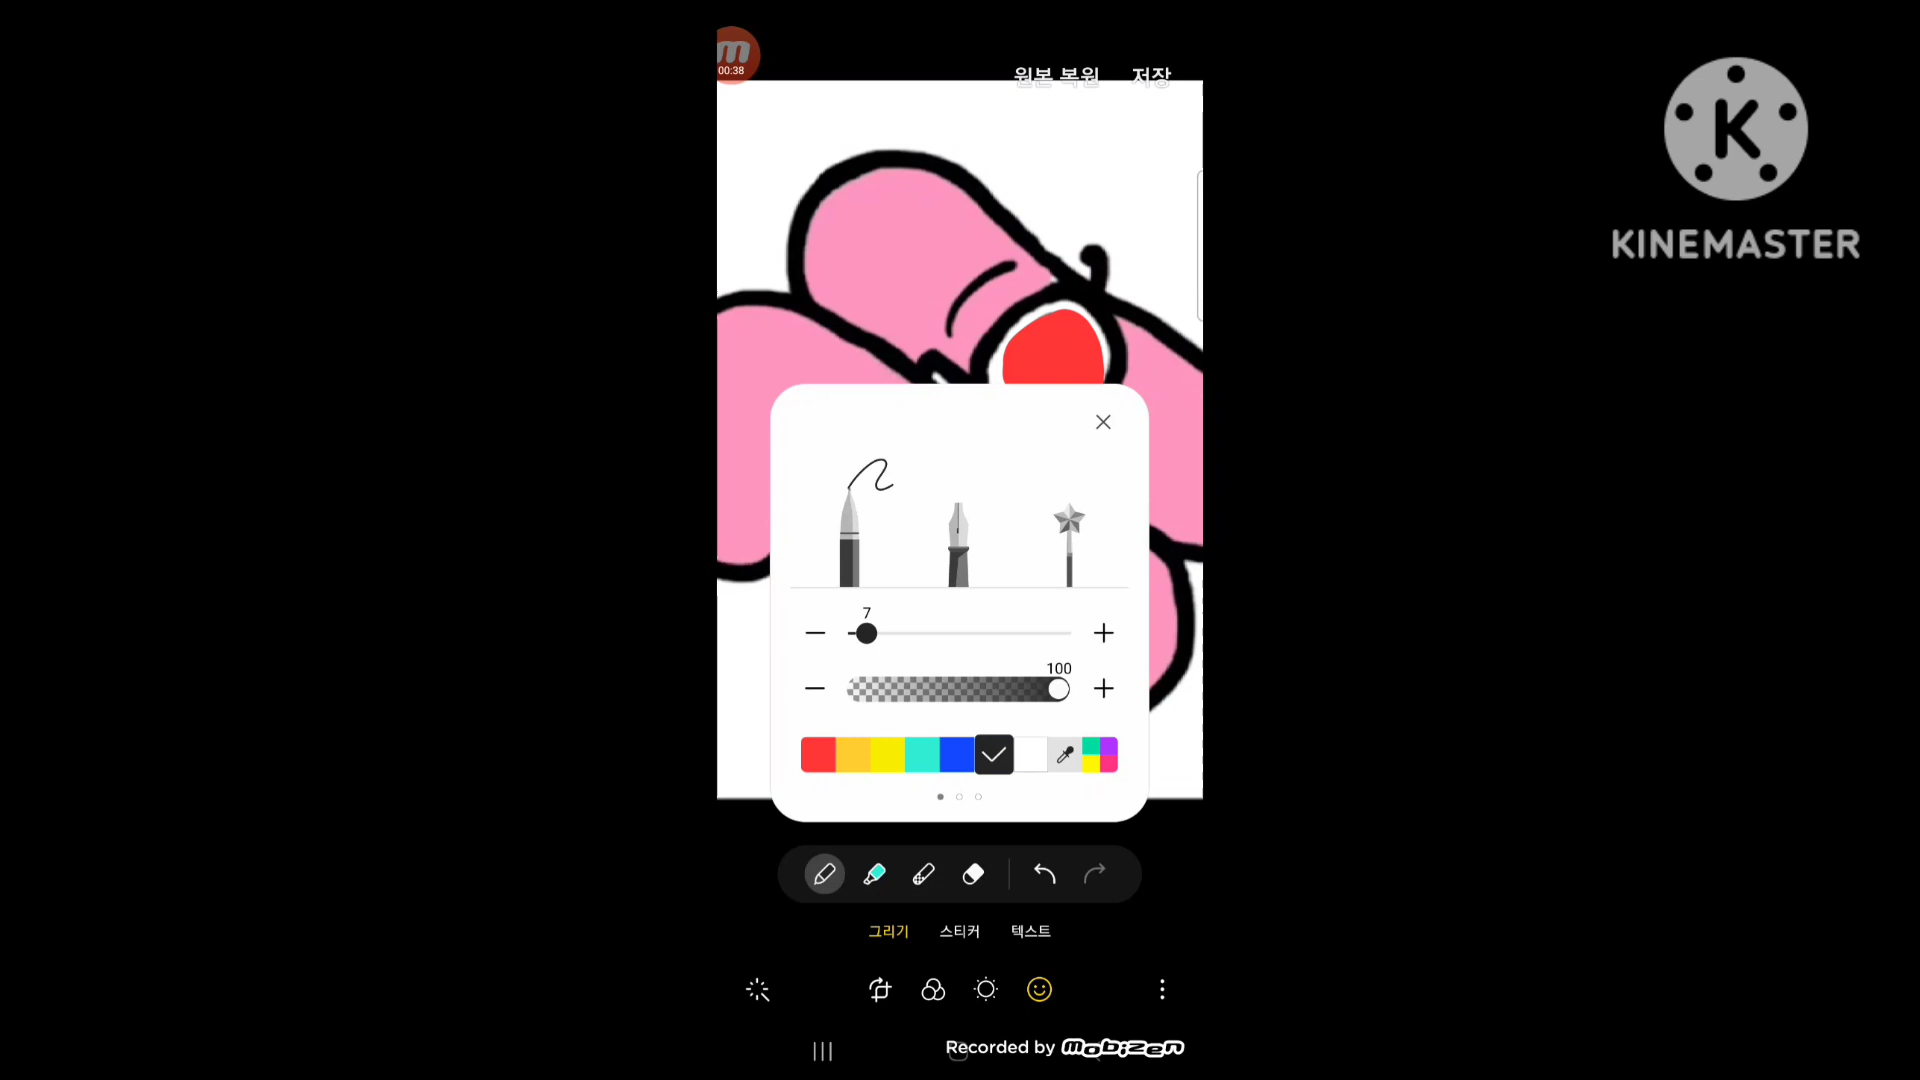 m
00:38
원본 복원 저장
K
KINEMASTER
7
100
그리기 스티커 텍스트
Recorded by mobizen